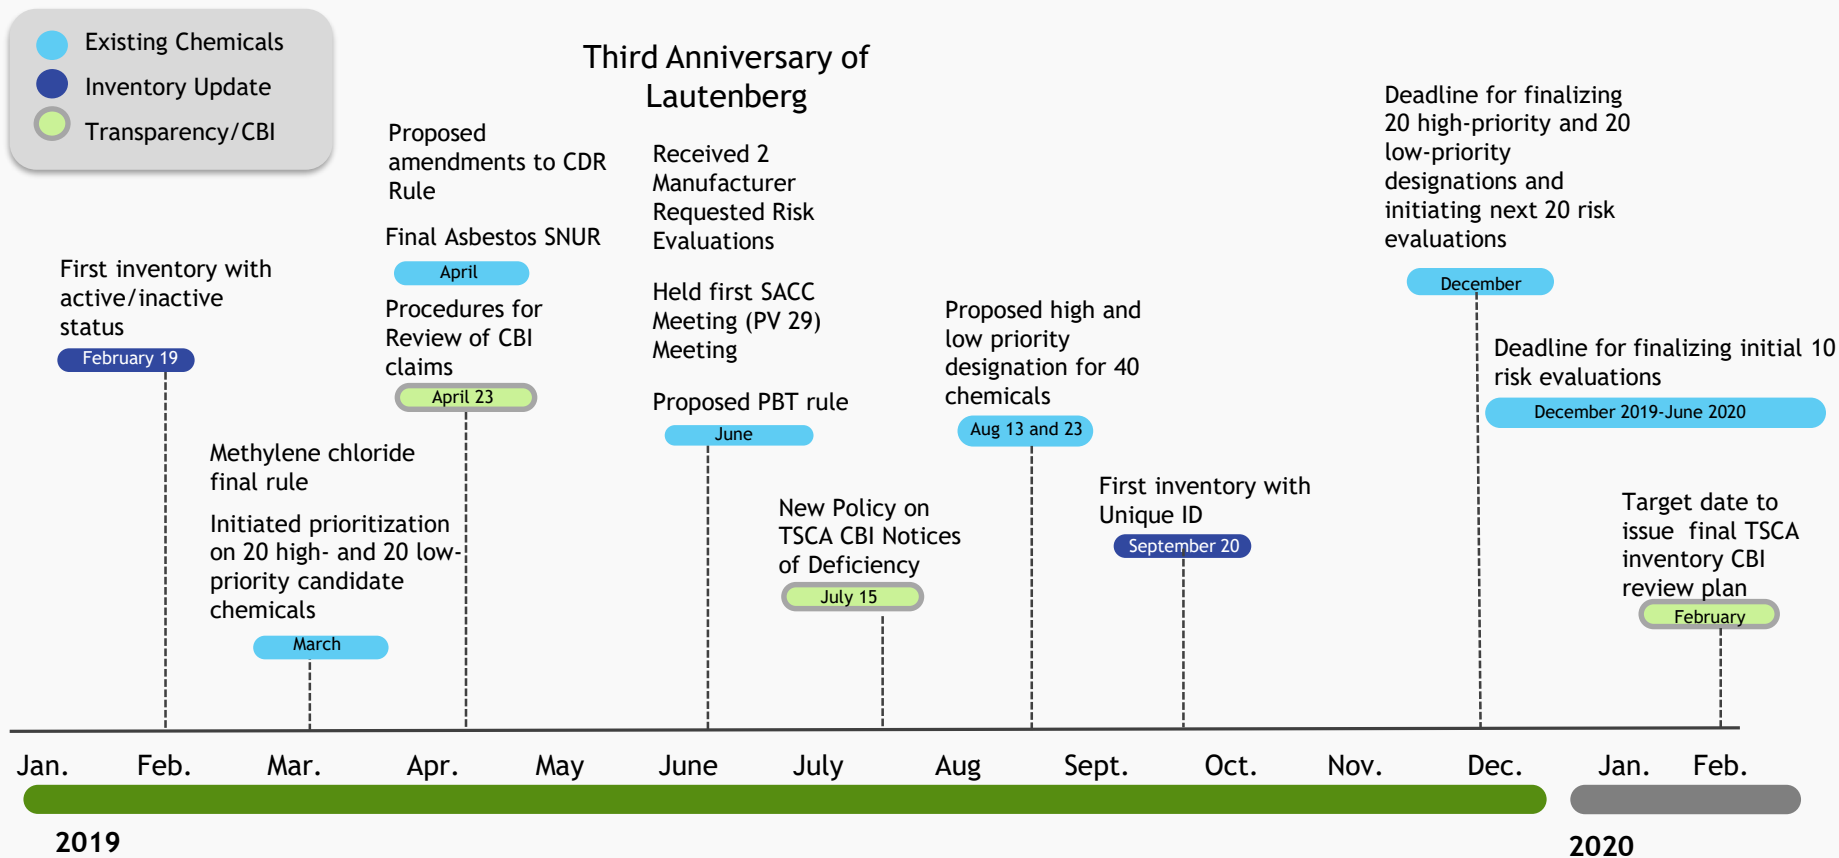 Existing Chemicals
Inventory Update
Transparency/CBI
Third Anniversary of
Lautenberg
First inventory with
active/inactive
status
February 19
Methylene chloride
final rule
Initiated prioritization
on 20 high- and 20 low-
priority candidate
chemicals
March
Proposed
amendments to CDR
Rule
Final Asbestos SNUR
April
Procedures for
Review of CBI
claims
April 23
Received 2
Manufacturer
Requested Risk
Evaluations
Held first SACC
Meeting (PV 29)
Meeting
Proposed PBT rule
June
New Policy on
TSCA CBI Notices
of Deficiency
July 15
Proposed high and
low priority
designation for 40
chemicals
Aug 13 and 23
First inventory with
Unique ID
September 20
Deadline for finalizing
20 high-priority and 20
low-priority
designations and
initiating next 20 risk
evaluations
December
Deadline for finalizing initial 10
risk evaluations
December 2019-June 2020
Target date to
issue final TSCA
inventory CBI
review plan
February
Jan. Feb. Mar. Apr. May June July Aug Sept. Oct. Nov. Dec. Jan. Feb.
2019 2020